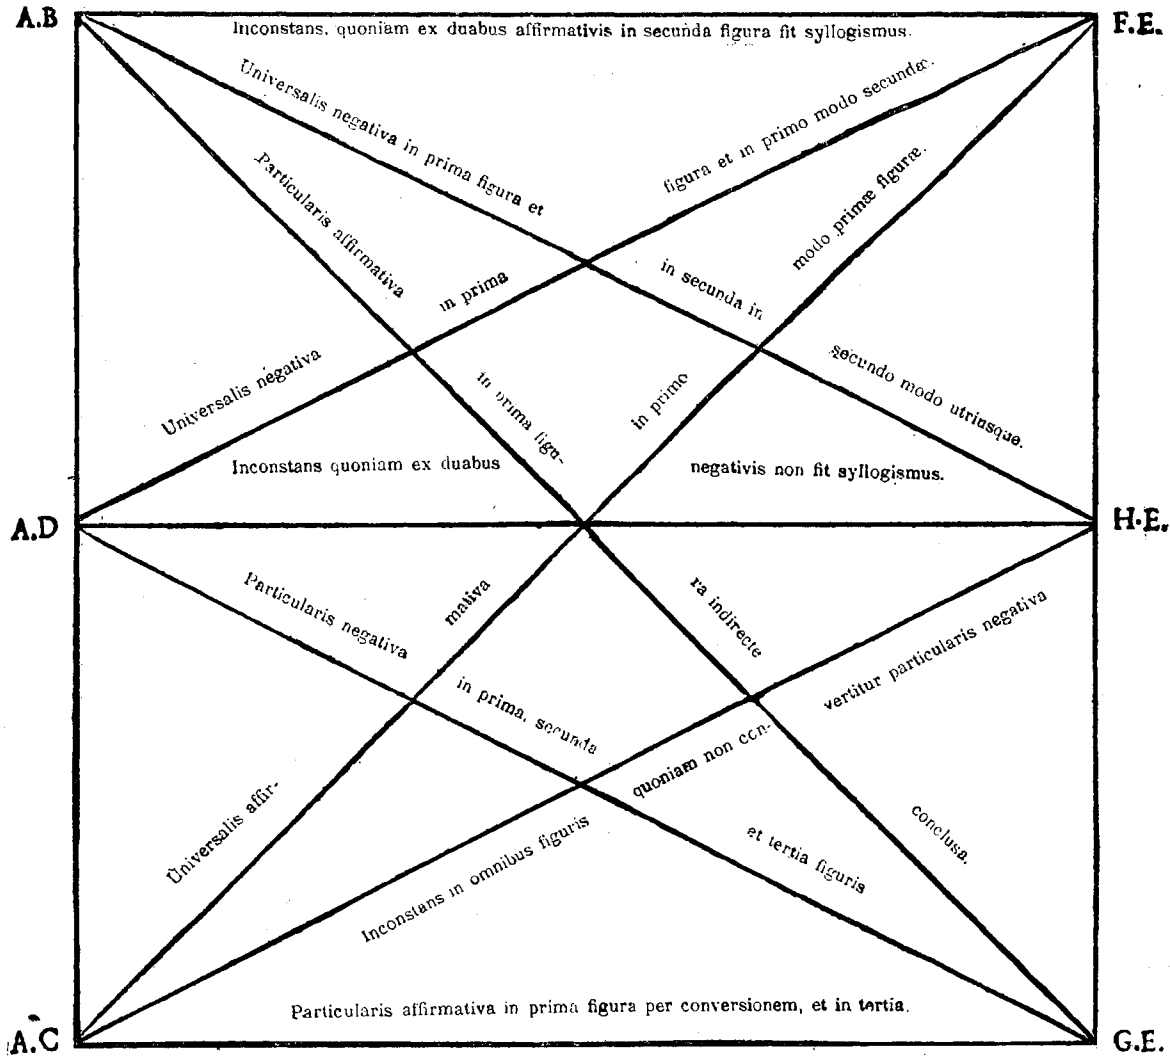 A.B
F.E.
Inconstans, quoniam ex duabus affirmativis in secunda figura fit syllogismus.
Universalis negativa in prima figura et
in secunda in
secundo modo utriusque.
Particularis affirmativa
in prima figu-
ra indirecte
conclusa.
Universalis negativa
in prima
figura et in primo modo secundæ.
Universalis affir-
mativa
in primo
modo primæ figuræ.
Inconstans quoniam ex duabus
negativis non fit syllogismus.
A.D
H.E.
Particularis negativa
in prima, secunda
et tertia figuris
Inconstans in omnibus figuris
quoniam non con-
vertitur particularis negativa
Particularis affirmativa in prima figura per conversionem, et in tertia.
A.C
G.E.